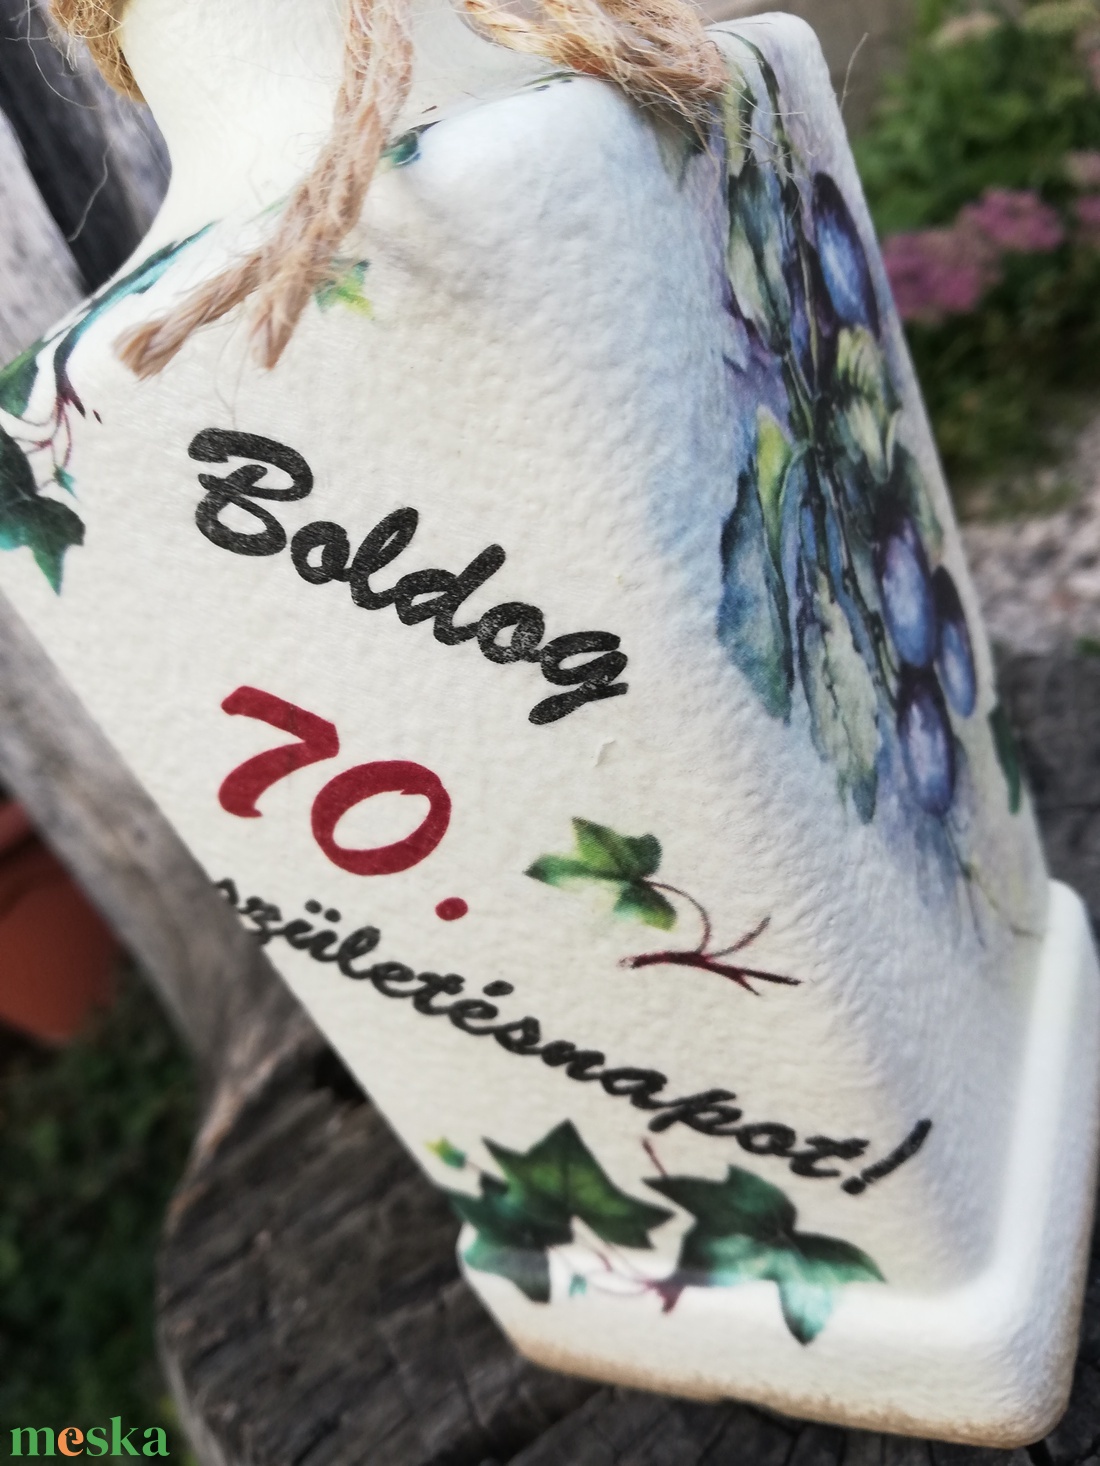 Boldog
70.
születésnapot!
meska